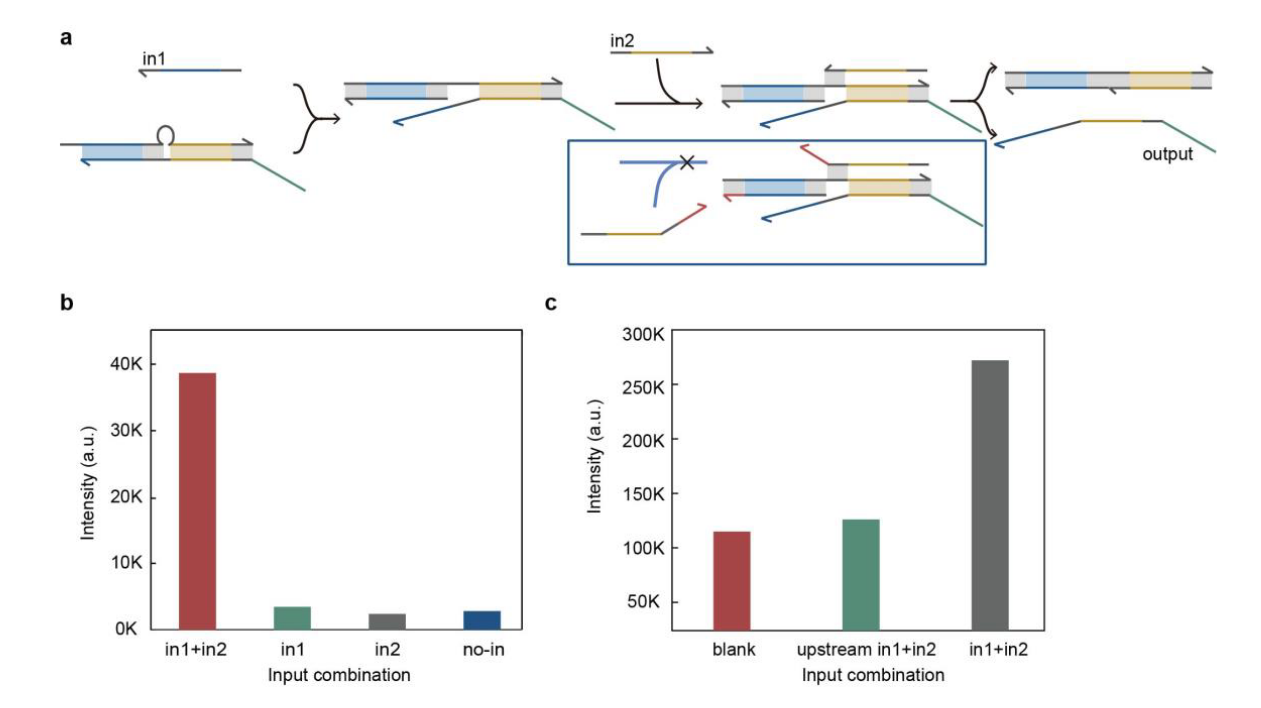 a
in1
in2
output
b
40K
30K
20K
10K
0K
Intensity (a.u.)
in1+in2
in1
in2
no-in
Input combination
c
300K
250K
200K
150K
100K
50K
Intensity (a.u.)
blank
upstream in1+in2
in1+in2
Input combination